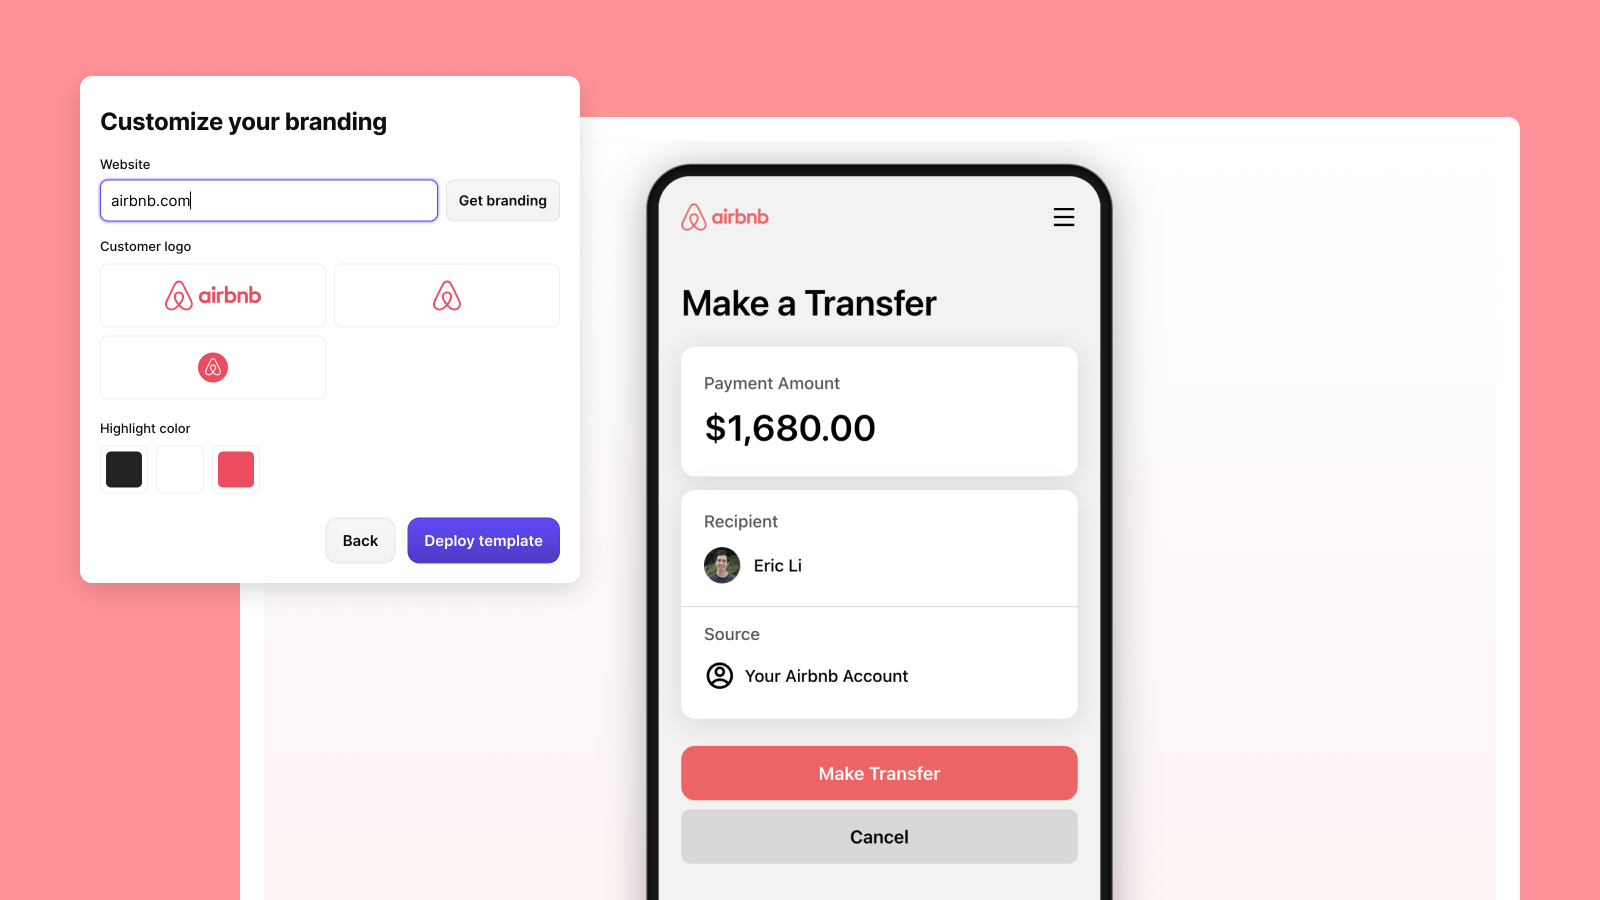 Customize your branding
Website
airbnb.com
Get branding
Customer logo
airbnb
Highlight color
Back
Deploy template
airbnb
Make a Transfer
Payment Amount
$1,680.00
Recipient
Eric Li
Source
Your Airbnb Account
Make Transfer
Cancel